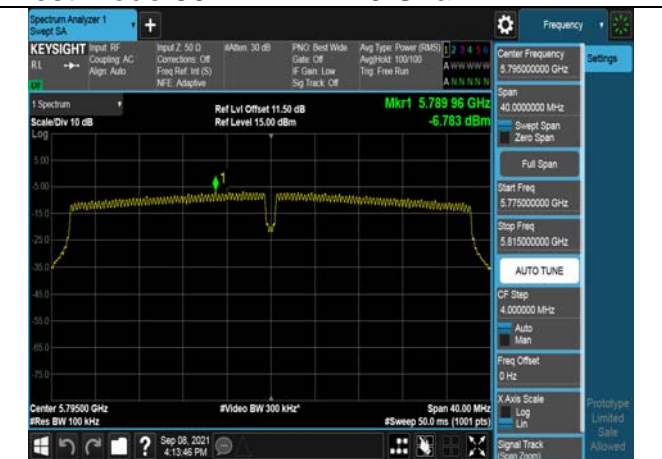 Spectrum Analyzer 1
Swept SA
+
Frequency
KEYSIGHT
RL
Input: RF
Coupling: AC
Align: Auto
Input Z: 50 Ω
Corrections: Off
Freq Ref: Int (S)
NFE: Adaptive
#Atten: 30 dB
PNO: Best Wide
Gate: Off
IF Gain: Low
Sig Track: Off
Avg Type: Power (RMS)
Avg|Hold: 100/100
Trig: Free Run
1 2 3 4 5 6
A W W W W W
A N N N N N
1 Spectrum
Scale/Div 10 dB
Log
Ref Lvl Offset 11.50 dB
Ref Level 15.00 dBm
Mkr1 5.789 96 GHz
-6.783 dBm
5.00
-5.00
-15.0
-25.0
-35.0
-45.0
-55.0
-65.0
-75.0
1
Center 5.79500 GHz
#Res BW 100 kHz
#Video BW 300 kHz*
Span 40.00 MHz
#Sweep 50.0 ms (1001 pts)
Sep 08, 2021
4:13:46 PM
?
Center Frequency
5.795000000 GHz
Settings
Span
40.0000000 MHz
Swept Span
Zero Span
Full Span
Start Freq
5.775000000 GHz
Stop Freq
5.815000000 GHz
AUTO TUNE
CF Step
4.000000 MHz
Auto
Man
Freq Offset
0 Hz
X Axis Scale
Log
Lin
Signal Track
(Span Zoom)
Prototype
Limited
Sale
Allowed